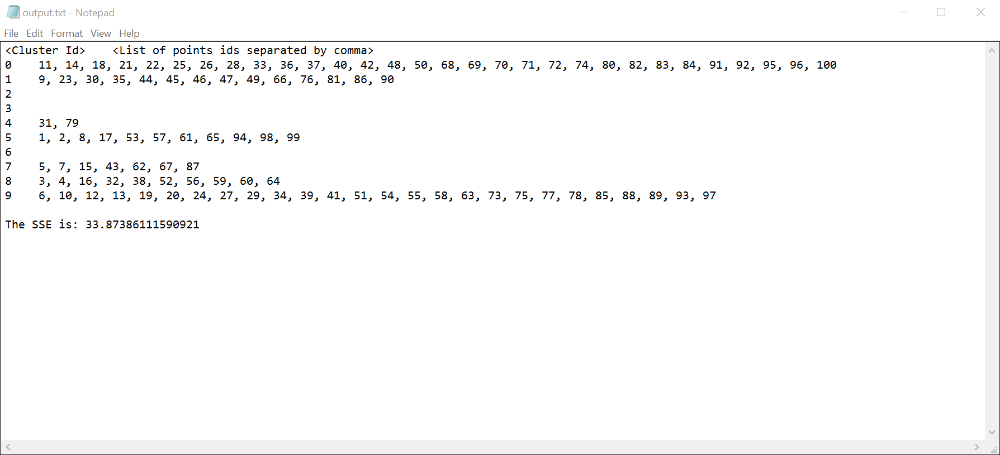 output.txt - Notepad
File Edit Format View Help
<Cluster Id>    <List of points ids separated by comma>
0    11, 14, 18, 21, 22, 25, 26, 28, 33, 36, 37, 40, 42, 48, 50, 68, 69, 70, 71, 72, 74, 80, 82, 83, 84, 91, 92, 95, 96, 100
1    9, 23, 30, 35, 44, 45, 46, 47, 49, 66, 76, 81, 86, 90
2
3
4    31, 79
5    1, 2, 8, 17, 53, 57, 61, 65, 94, 98, 99
6
7    5, 7, 15, 43, 62, 67, 87
8    3, 4, 16, 32, 38, 52, 56, 59, 60, 64
9    6, 10, 12, 13, 19, 20, 24, 27, 29, 34, 39, 41, 51, 54, 55, 58, 63, 73, 75, 77, 78, 85, 88, 89, 93, 97
The SSE is: 33.87386111590921